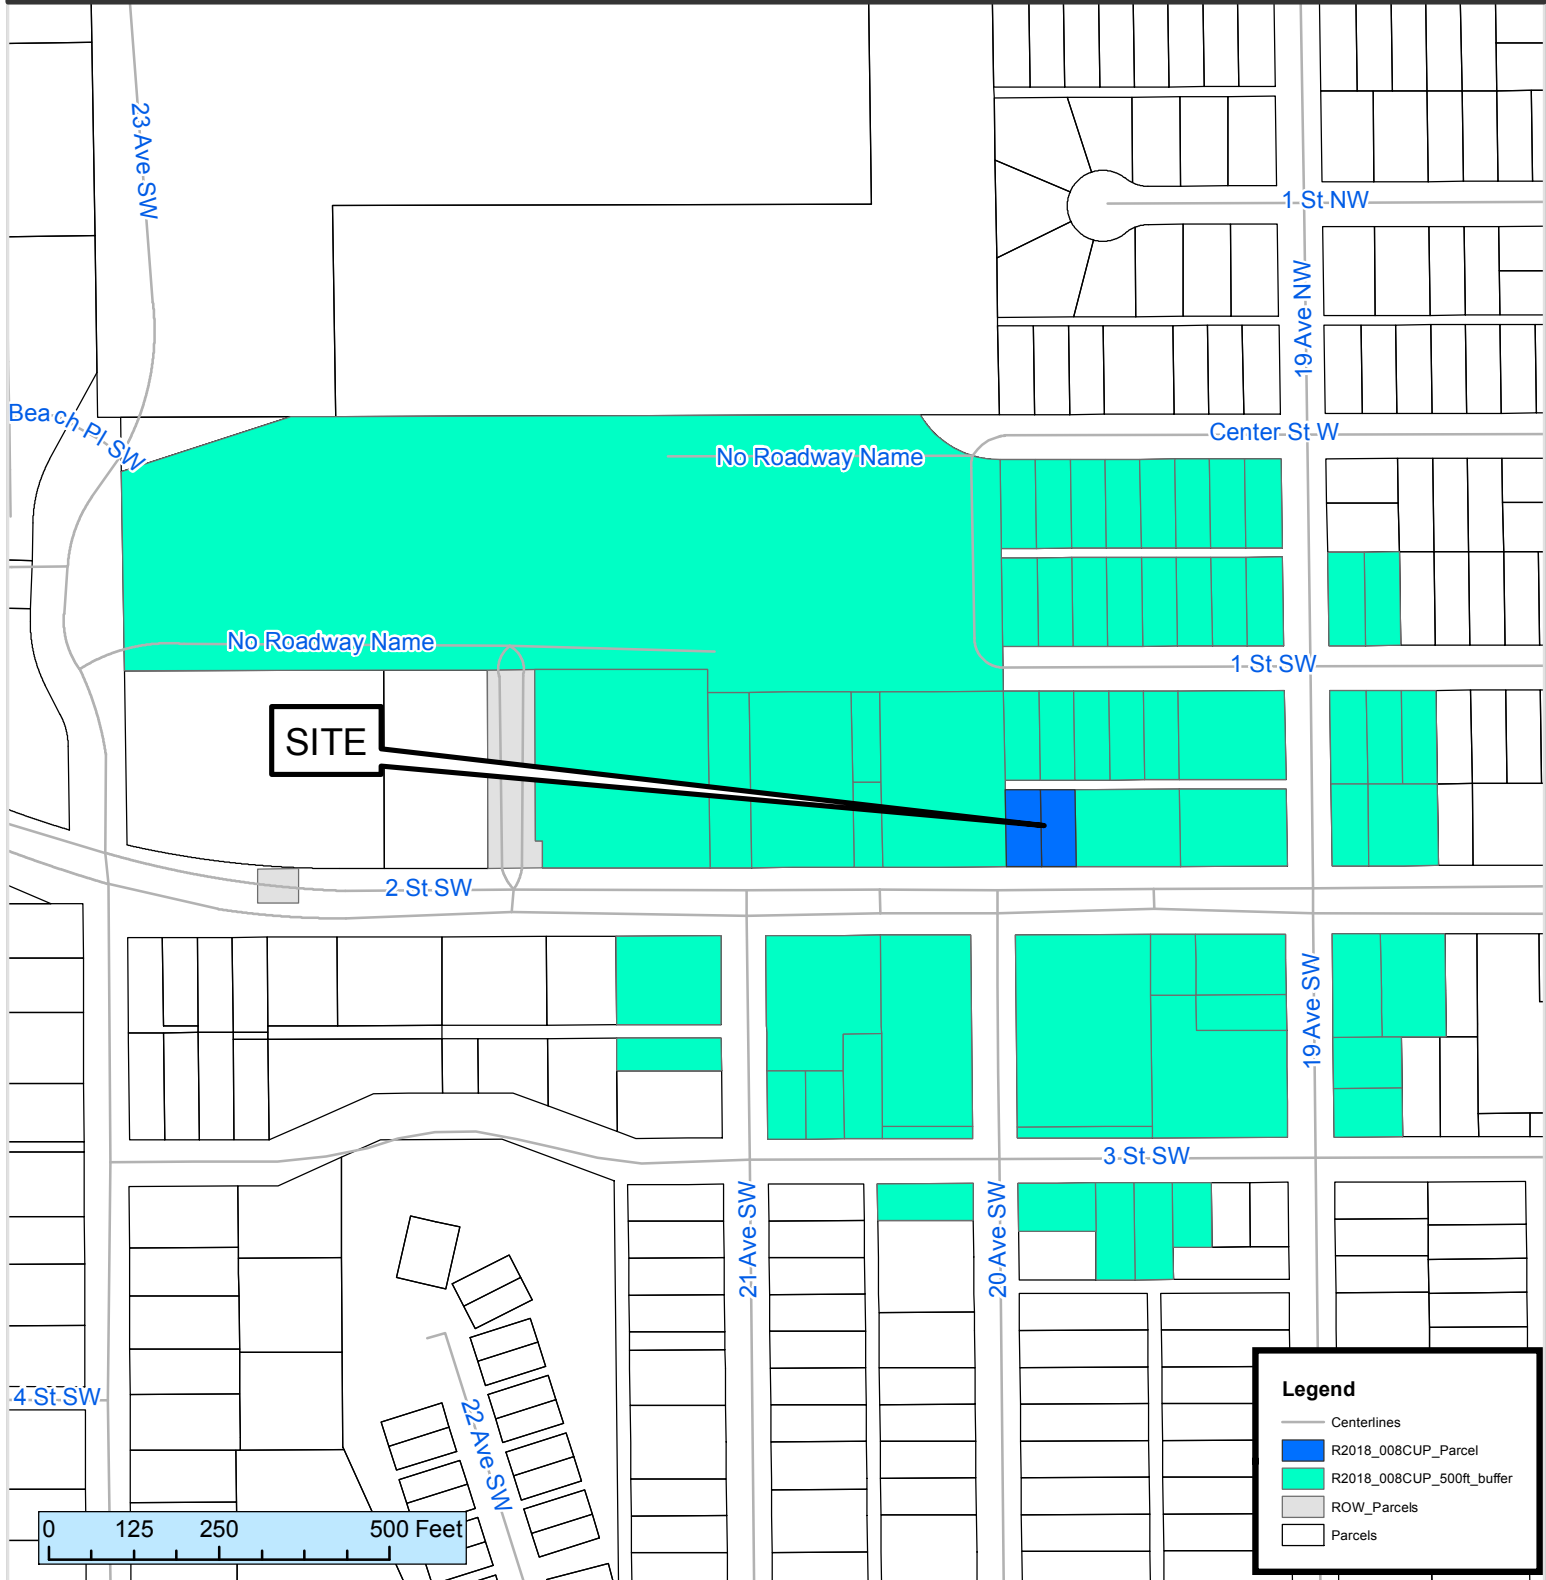 23 Ave SW
1 St NW
19 Ave NW
Beach Pl SW
Center St W
No Roadway Name
No Roadway Name
1 St SW
SITE
2 St SW
19 Ave SW
3 St SW
21 Ave SW
20 Ave SW
4 St SW
22 Ave SW
Legend
Centerlines
R2018_008CUP_Parcel
R2018_008CUP_500ft_buffer
ROW_Parcels
Parcels
0 125 250 500 Feet